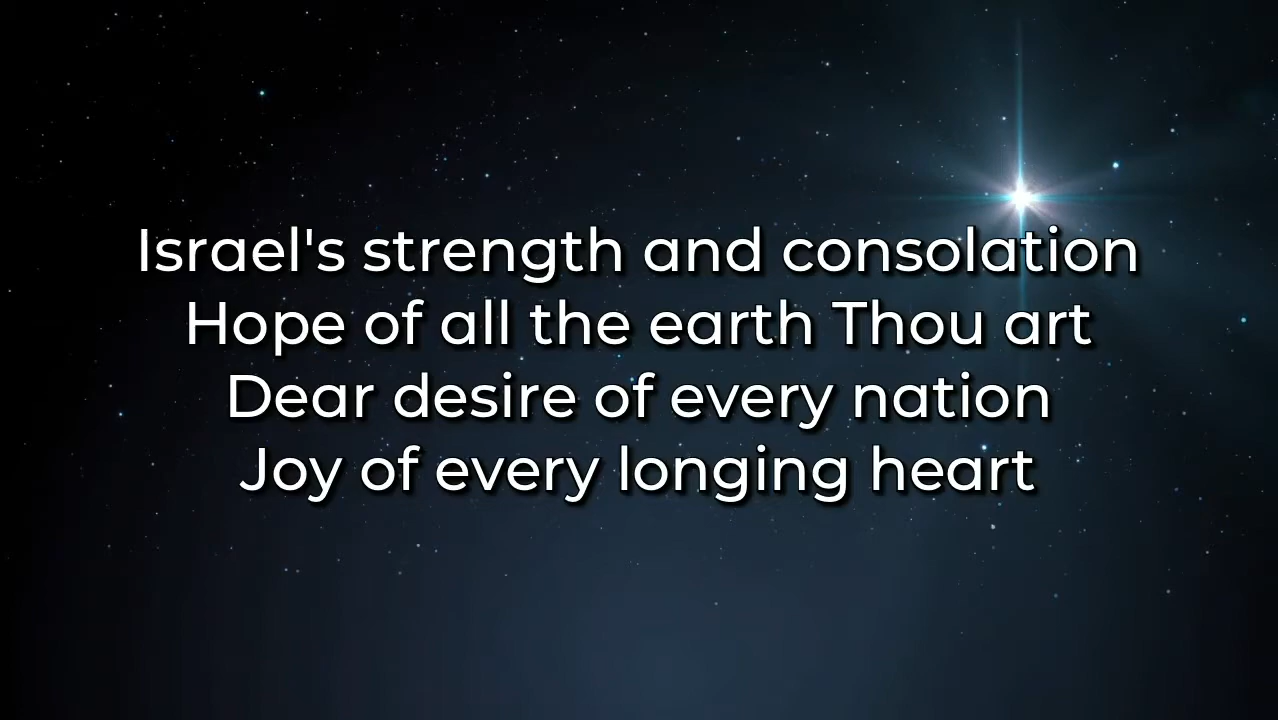 Israel's strength and consolation
Hope of all the earth Thou art
Dear desire of every nation
Joy of every longing heart